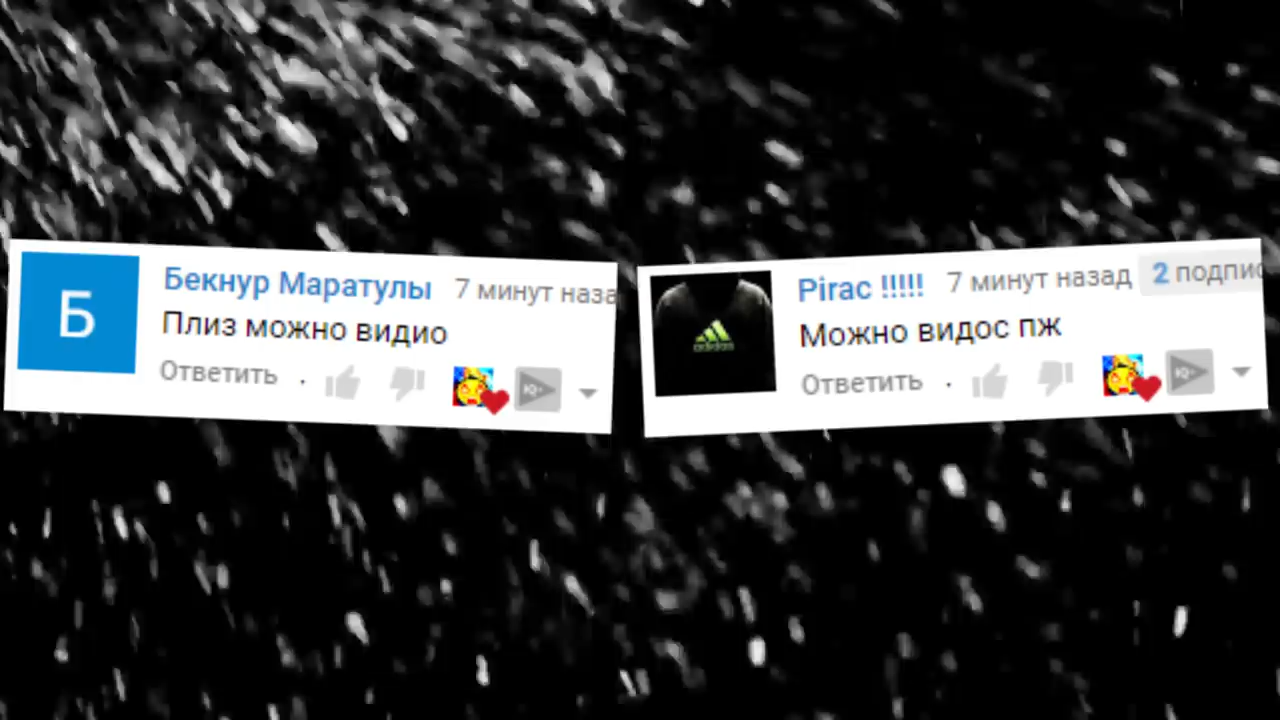 Б
Бекнур Маратулы 7 минут наза
Плиз можно видио
Ответить
adidas
Pirac !!!!! 7 минут назад 2 подпис
Можно видос пж
Ответить